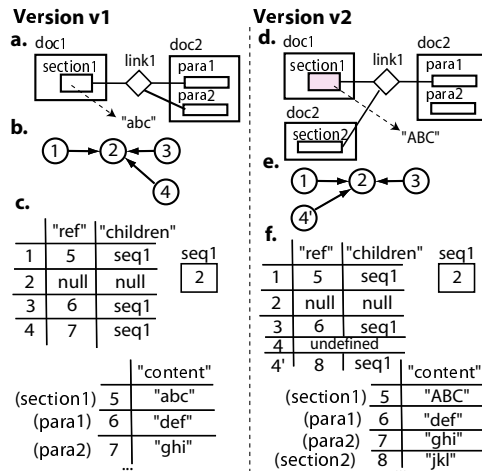 Version v1
a.
doc1
section1
link1
doc2
para1
para2
"abc"
b.
1
2
3
4
c.
"ref" "children"
1 5 seq1
2 null null
3 6 seq1
4 7 seq1
seq1
2
"content"
(section1) 5 "abc"
(para1) 6 "def"
(para2) 7 "ghi"
...
Version v2
d.
doc1
section1
link1
doc2
para1
para2
"ABC"
doc2
section2
e.
1
2
3
4'
f.
"ref" "children"
1 5 seq1
2 null null
3 6 seq1
4 undefined
4' 8 seq1
seq1
2
"content"
(section1) 5 "ABC"
(para1) 6 "def"
(para2) 7 "ghi"
(section2) 8 "jkl"